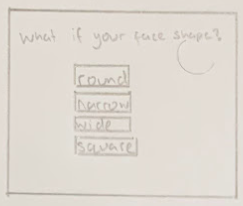 What if your face shape?
round
narrow
wide
square